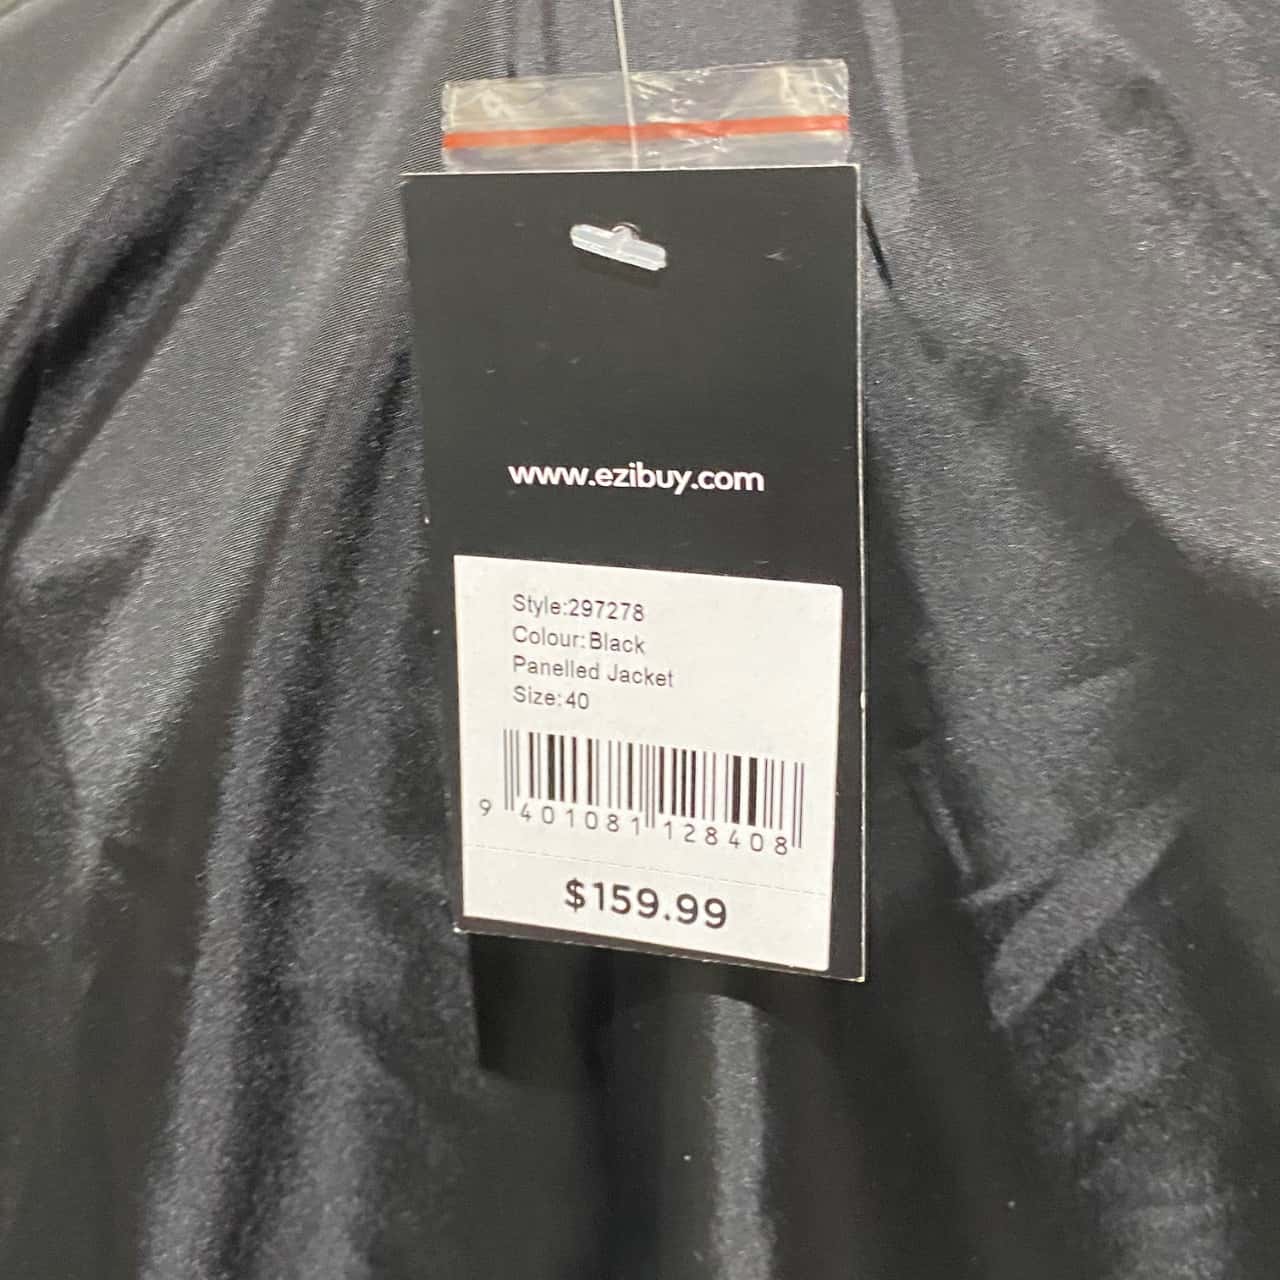 www.ezibuy.com
Style:297278
Colour:Black
Panelled Jacket
Size:40
9 401081 128408
$159.99